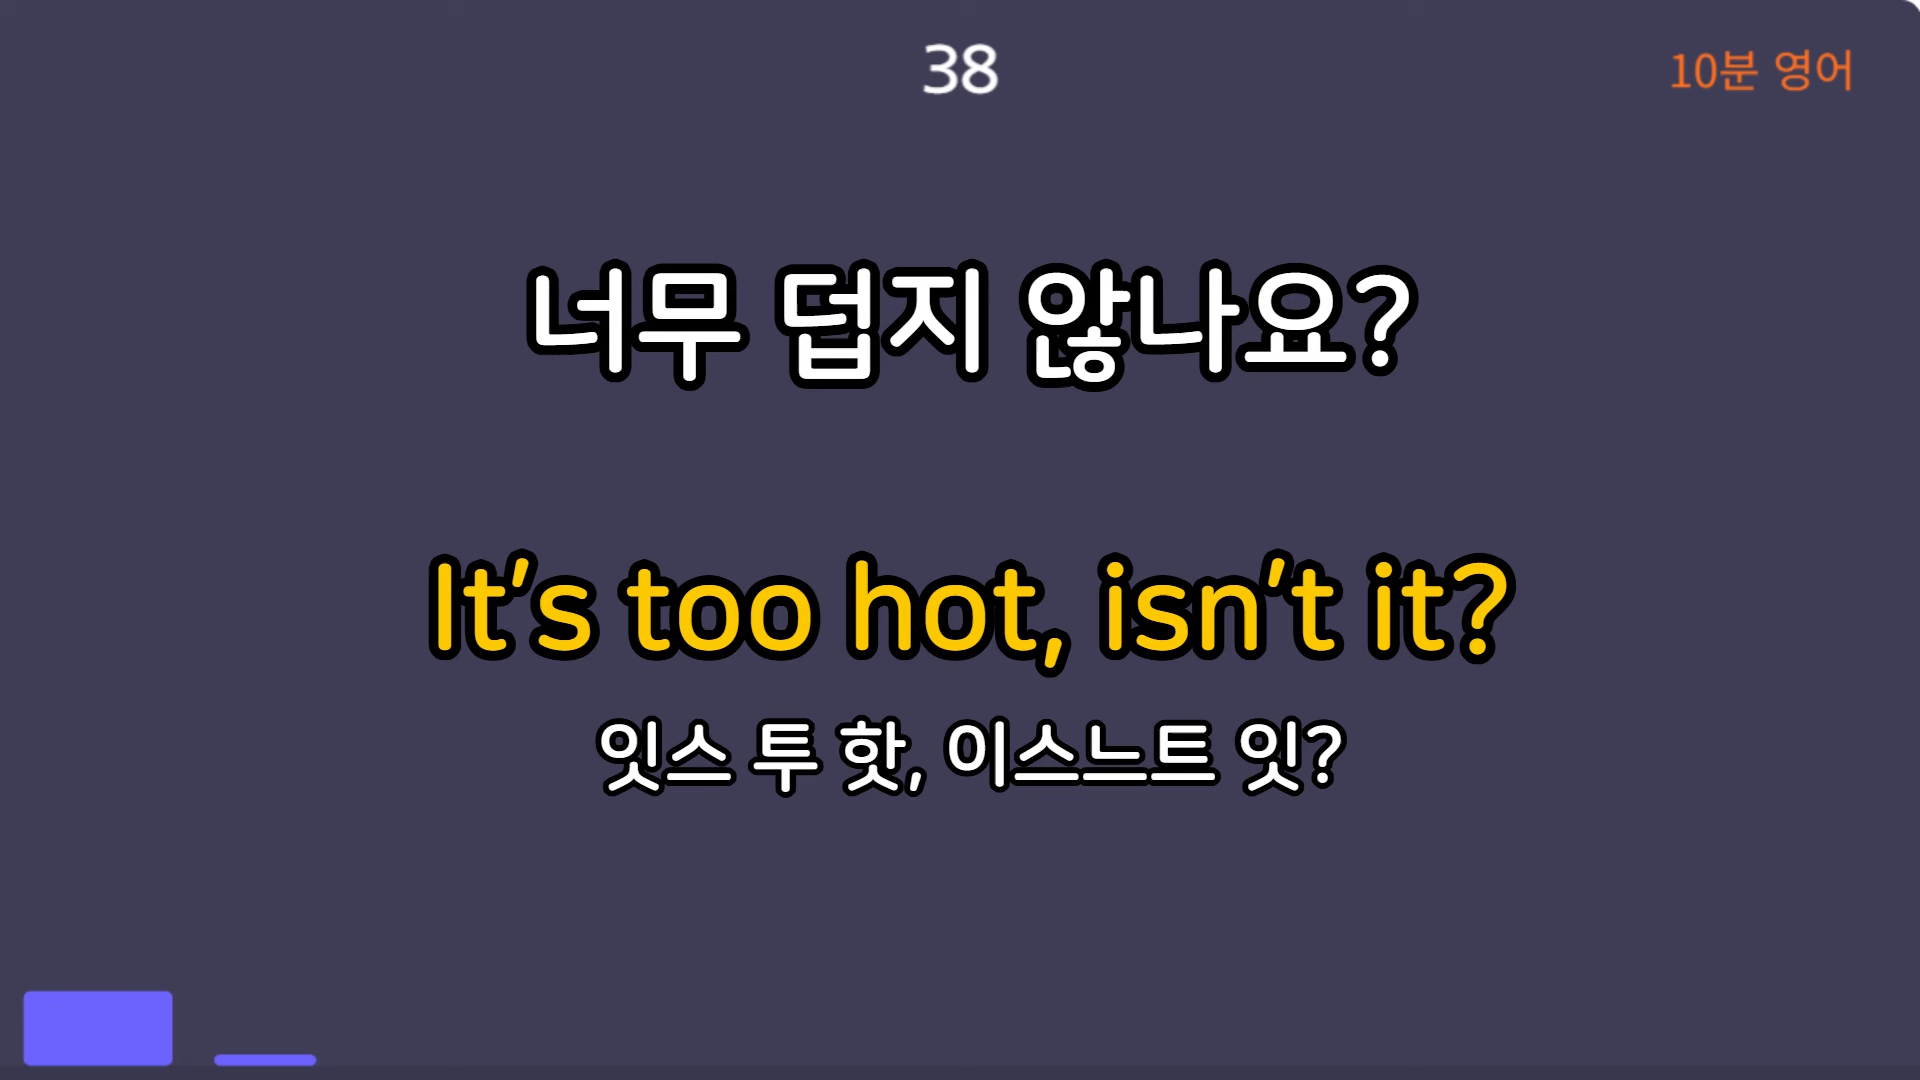 38
10분 영어
너무 덥지 않나요?
It’s too hot, isn’t it?
잇스 투 핫, 이스느트 잇?